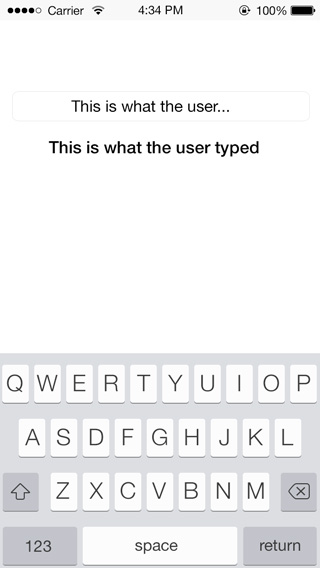 Carrier 4:34 PM 100%
This is what the user...
This is what the user typed
Q W E R T Y U I O P
A S D F G H J K L
Z X C V B N M
123 space return